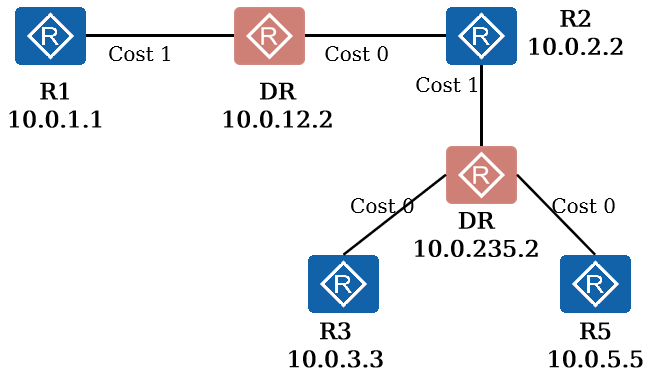 R
R
R
R2
10.0.2.2
Cost 1
Cost 0
R1
10.0.1.1
DR
10.0.12.2
Cost 1
R
Cost 0
Cost 0
DR
10.0.235.2
R
R
R3
10.0.3.3
R5
10.0.5.5